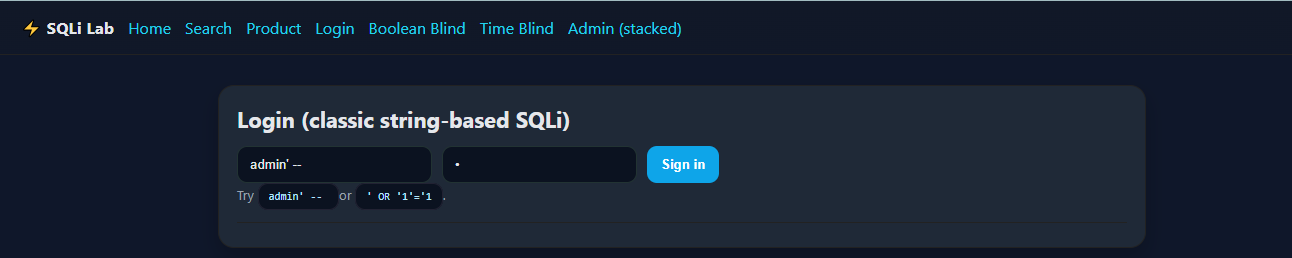 ⚡ SQLi Lab Home Search Product Login Boolean Blind Time Blind Admin (stacked)
Login (classic string-based SQLi)
admin' -- • Sign in
Try admin' -- or ' OR '1'='1 .